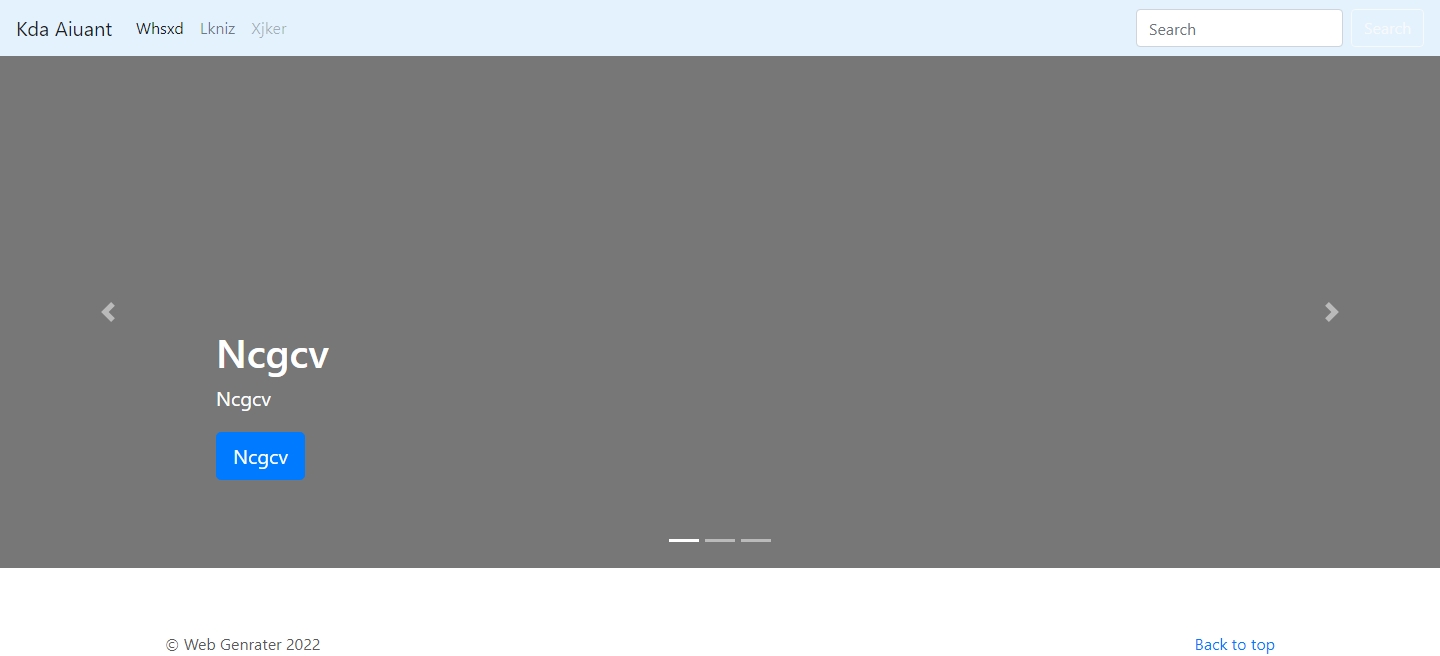 Kda Aiuant Whsxd Lkniz Xjker Search Search
Ncgcv
Ncgcv
Ncgcv
© Web Genrater 2022 Back to top